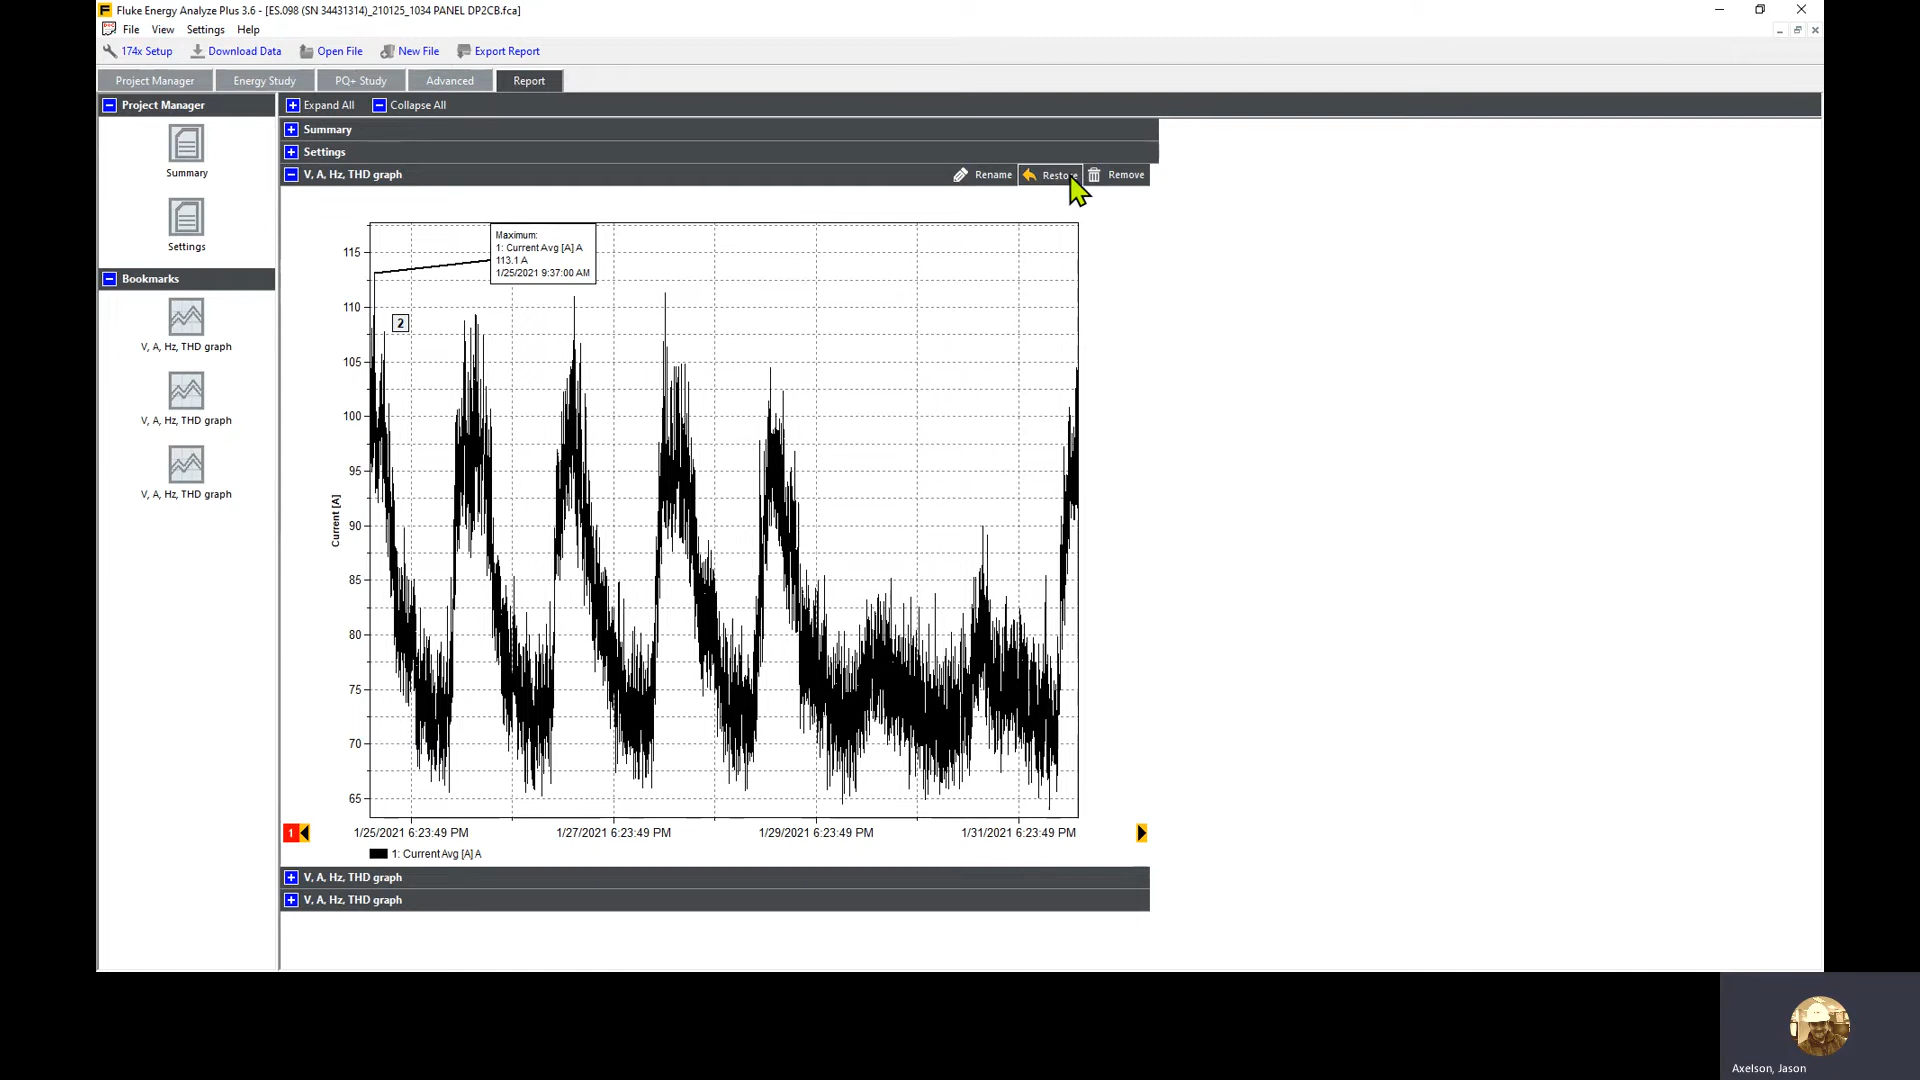 Fluke Energy Analyze Plus 3.6 - [ES.098 (SN 34431314)_210125_1034 PANEL DP2CB.fca]
File View Settings Help
174x Setup Download Data Open File New File Export Report
Project Manager Energy Study PQ+ Study Advanced Report
Project Manager
Summary
Settings
Bookmarks
V, A, Hz, THD graph
V, A, Hz, THD graph
V, A, Hz, THD graph
Expand All Collapse All
Summary
Settings
V, A, Hz, THD graph Rename Restore Remove
Maximum:
1: Current Avg [A] A
113.1 A
1/25/2021 9:37:00 AM
2
115
110
105
100
95
90
85
80
75
70
65
Current [A]
1 1/25/2021 6:23:49 PM 1/27/2021 6:23:49 PM 1/29/2021 6:23:49 PM 1/31/2021 6:23:49 PM
1: Current Avg [A] A
V, A, Hz, THD graph
V, A, Hz, THD graph
Axelson, Jason